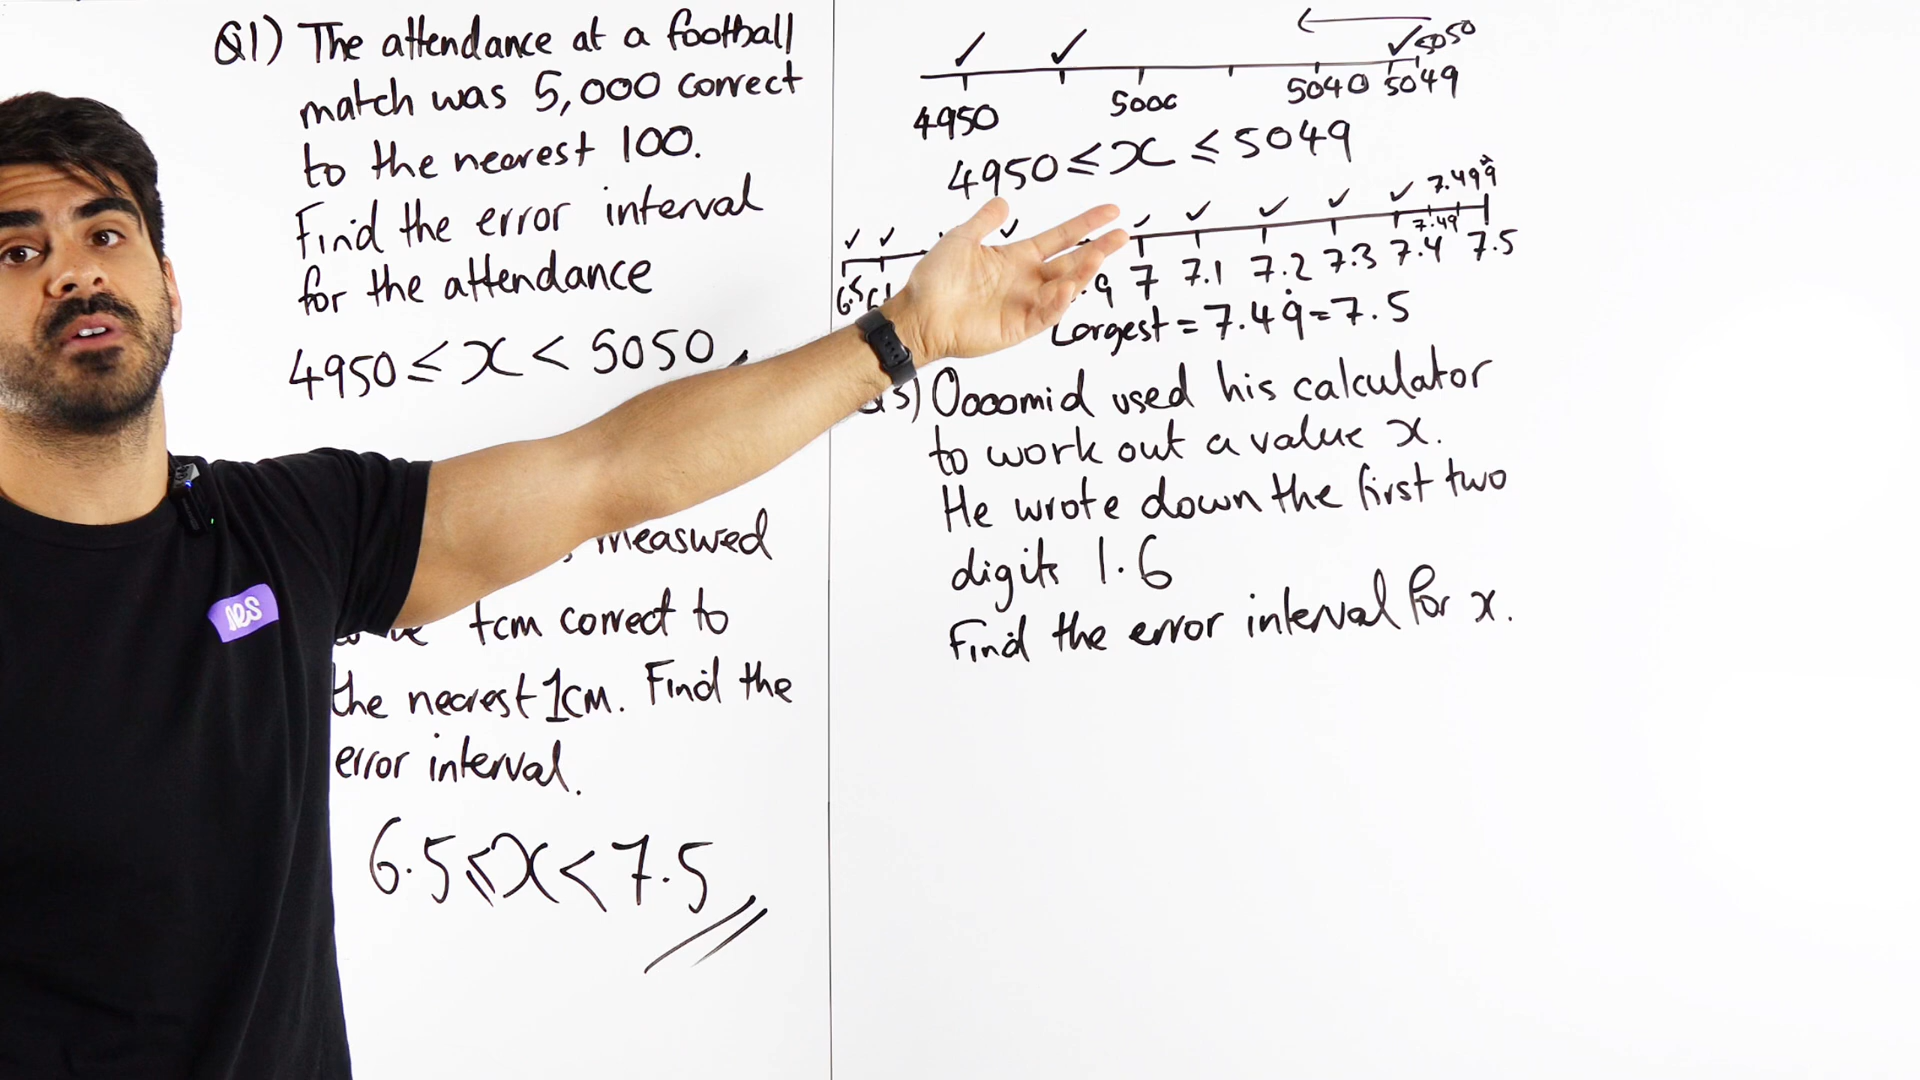 Q1) The attendance at a football
match was 5,000 correct
to the nearest 100.
Find the error interval
for the attendance
4950 ≤ x < 5050
measured
7cm correct to
the nearest 1cm. Find the
error interval.
6.5 ≤ x < 7.5
5050
4950 5000 5040 5049
4950 ≤ x ≤ 5049
7.499̇
7.49
6.5 7 7.1 7.2 7.3 7.4 7.5
Largest = 7.49̇ = 7.5
Q3) Oooomid used his calculator
to work out a value x.
He wrote down the first two
digits 1.6
Find the error interval for x.